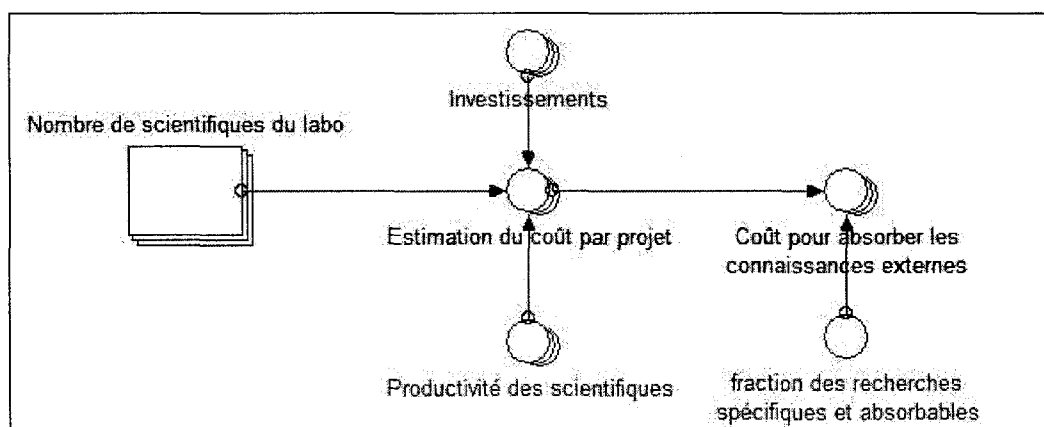 Investissements
Nombre de scientifiques du labo
Estimation du coût par projet
Coût pour absorber les
connaissances externes
Productivité des scientifiques
fraction des recherches
spécifiques et absorbables